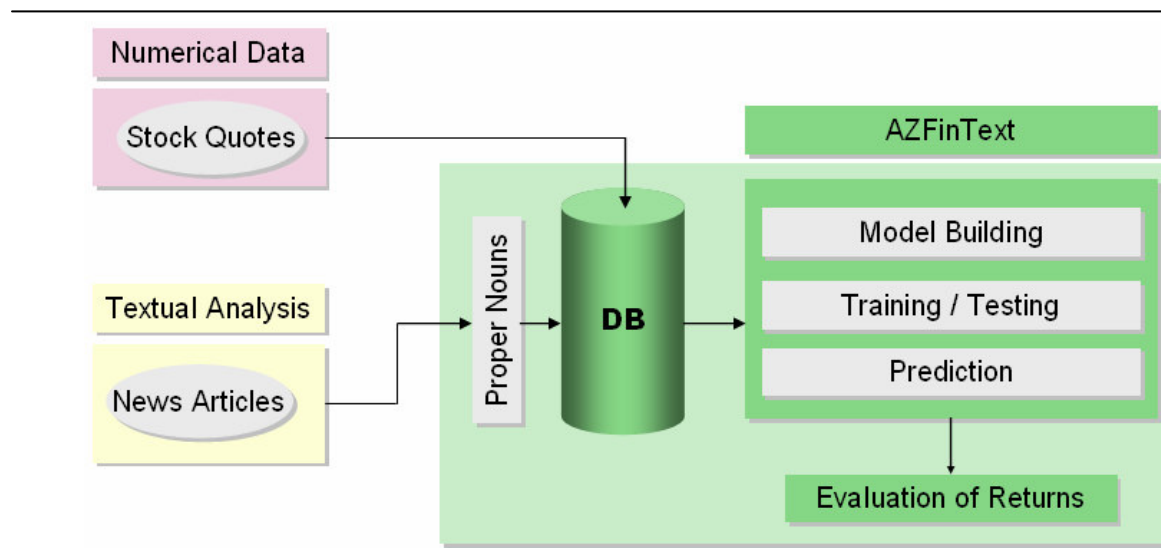 Numerical Data
Stock Quotes
AZFinText
Textual Analysis
News Articles
Proper Nouns
DB
Model Building
Training / Testing
Prediction
Evaluation of Returns